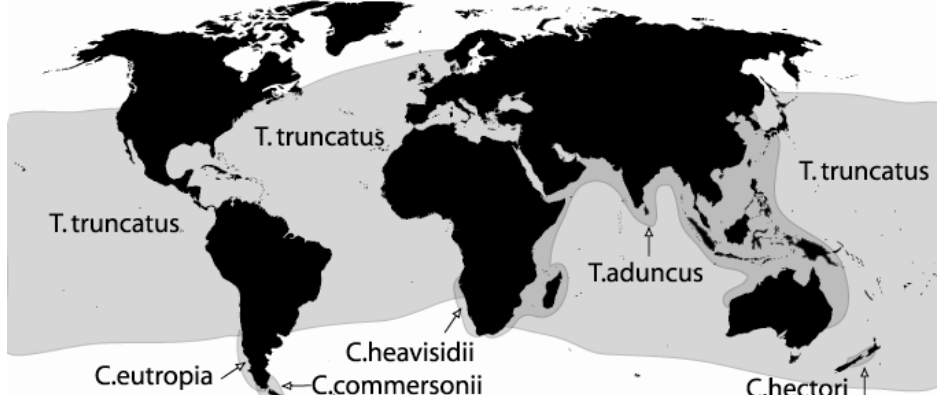 T. truncatus
T. truncatus
T. truncatus
T.aduncus
C.heavisidii
C.eutropia
C.commersonii
C.hectori